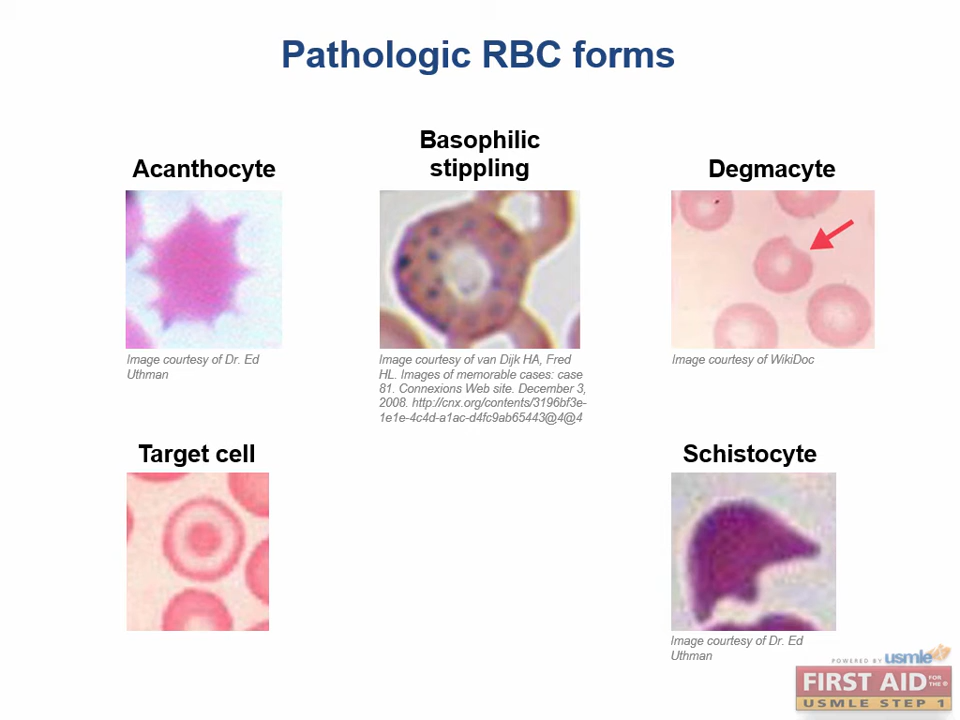 Pathologic RBC forms
Acanthocyte
Basophilic
stippling
Degmacyte
Image courtesy of Dr. Ed
Uthman
Image courtesy of van Dijk HA, Fred
HL. Images of memorable cases: case
81. Connexions Web site. December 3,
2008. http://cnx.org/contents/3196bf3e-
1e1e-4c4d-a1ac-d4fc9ab65443@4@4
Image courtesy of WikiDoc
Target cell
Schistocyte
Image courtesy of Dr. Ed
Uthman
POWERED BY usmle
FIRST AID FOR THE ®
USMLE STEP 1